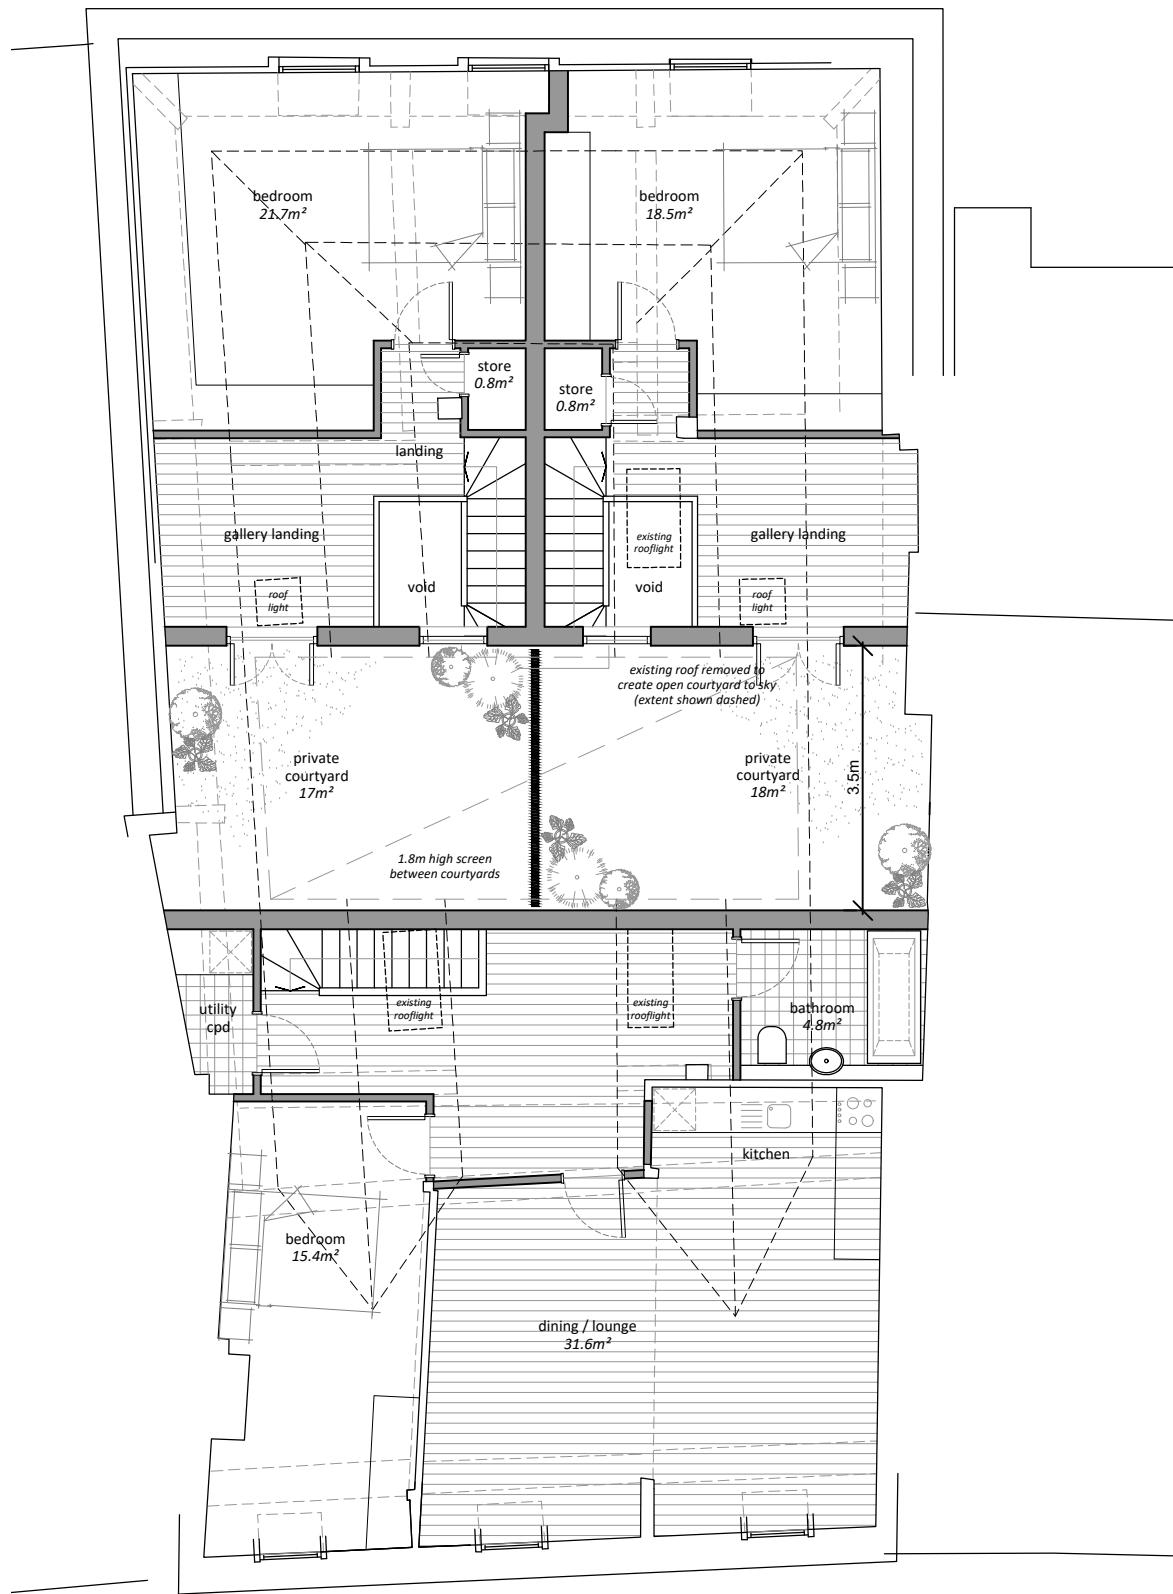 bedroom
21.7m²
bedroom
18.5m²
store
0.8m²
store
0.8m²
landing
gallery landing
existing
rooflight
gallery landing
void
void
roof
light
roof
light
existing roof removed to
create open courtyard to sky
(extent shown dashed)
private
courtyard
17m²
private
courtyard
18m²
3.5m
1.8m high screen
between courtyards
utility
cpd
existing
rooflight
existing
rooflight
bathroom
4.8m²
kitchen
bedroom
15.4m²
dining / lounge
31.6m²